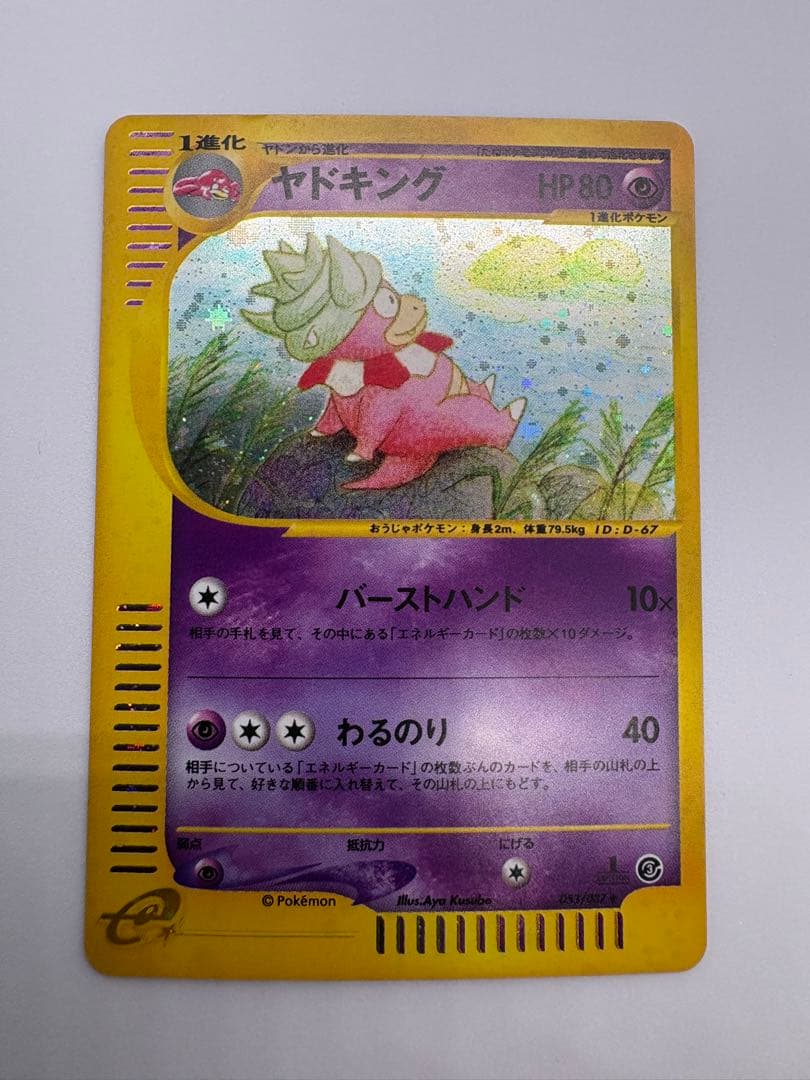 1進化
ヤドンから進化
ヤドキング
HP80
1進化ポケモン
おうじゃポケモン：身長2m、体重79.5kg ID：D-67
バーストハンド 10×
相手の手札を見て、その中にある「エネルギーカード」の枚数×10ダメージ。
わるのり 40
相手についている「エネルギーカード」の枚数ぶんのカードを、相手の山札の上
から見て、好きな順番に入れ替えて、その山札の上にもどす。
弱点 抵抗力 にげる
1 EDITION
3
© Pokémon Illus.Aya Kusube 053/087 ★
e